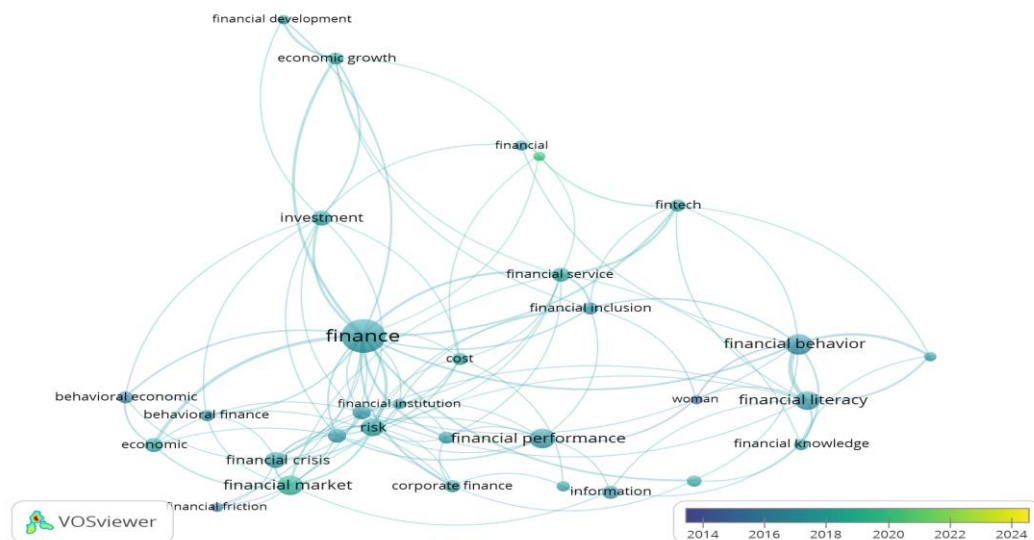 financial development
economic growth
financial
fintech
investment
financial service
financial inclusion
finance
financial behavior
cost
behavioral economic
financial institution
woman
financial literacy
behavioral finance
risk
economic
financial performance
financial knowledge
financial crisis
financial market
corporate finance
information
financial friction
VOSviewer
2014 2016 2018 2020 2022 2024